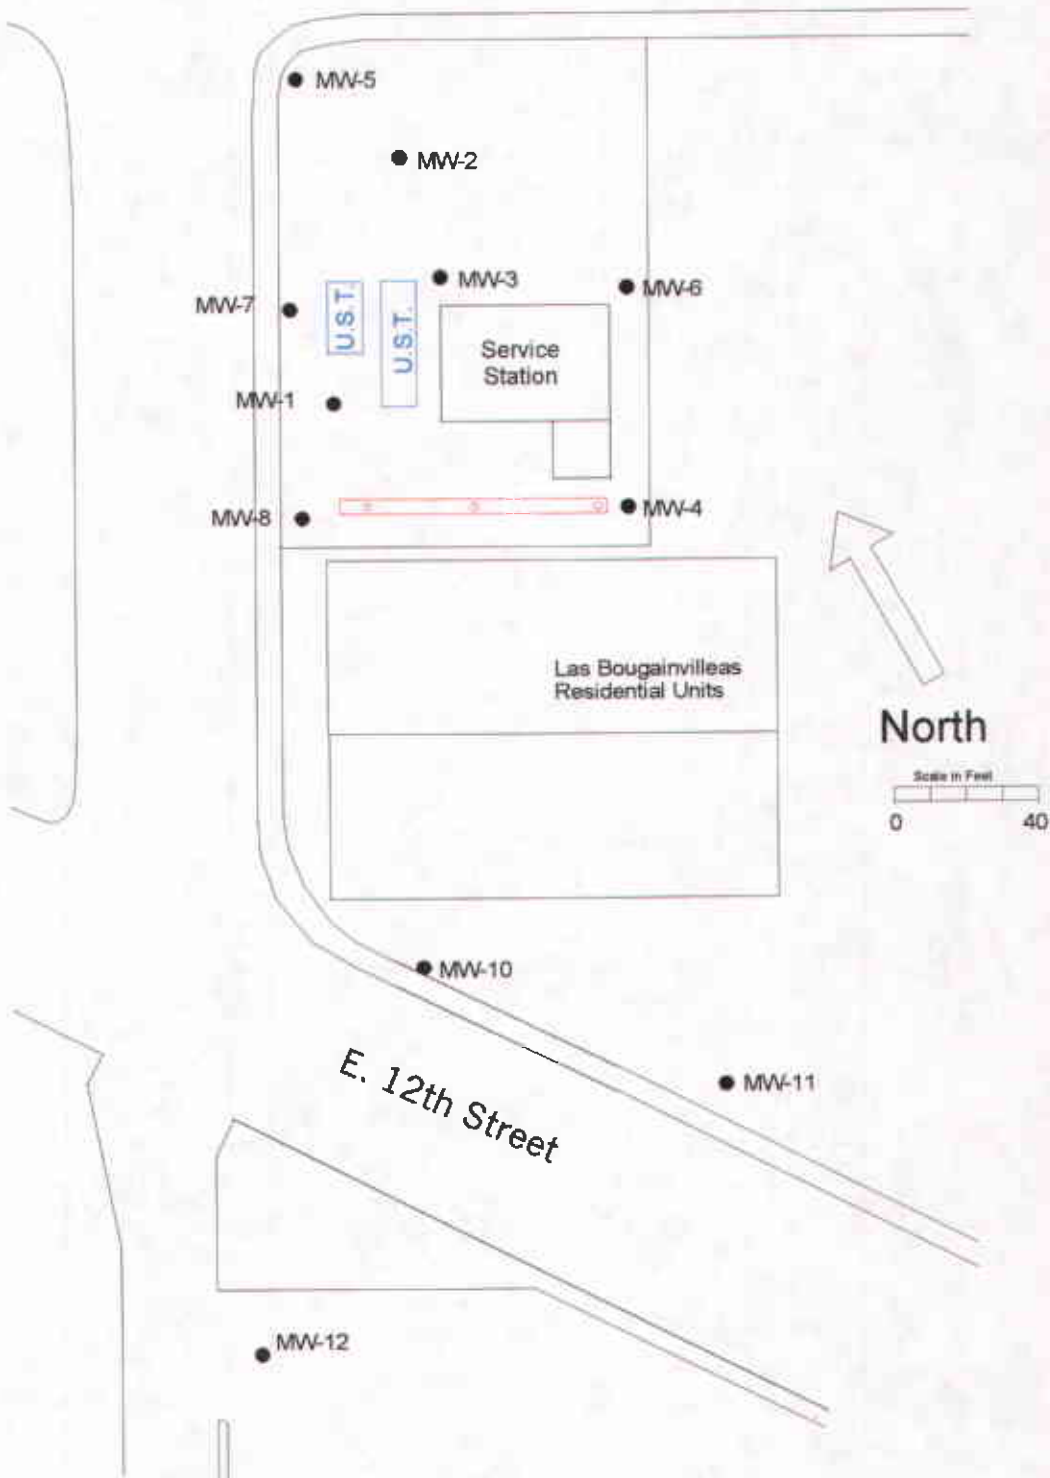 MW-5
MW-2
MW-3
MW-6
MW-7
U.S.T.
U.S.T.
Service
Station
MW-1
MW-8
MW-4
Las Bougainvilleas
Residential Units
North
Scale in Feet
0 40
MW-10
E. 12th Street
MW-11
MW-12